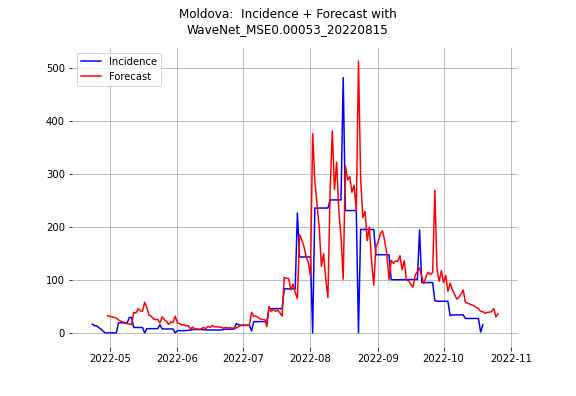 Moldova:  Incidence + Forecast with
WaveNet_MSE0.00053_20220815
Incidence
Forecast
500
400
300
200
100
0
2022-05 2022-06 2022-07 2022-08 2022-09 2022-10 2022-11